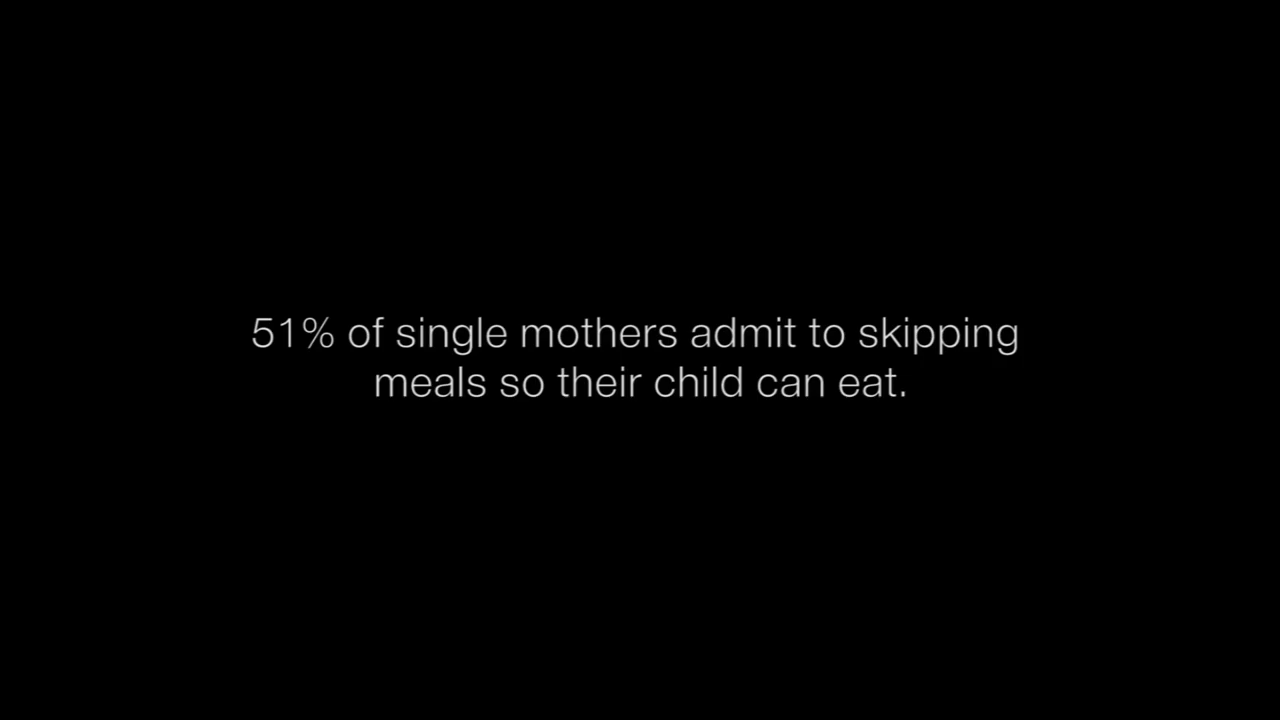 51% of single mothers admit to skipping
meals so their child can eat.